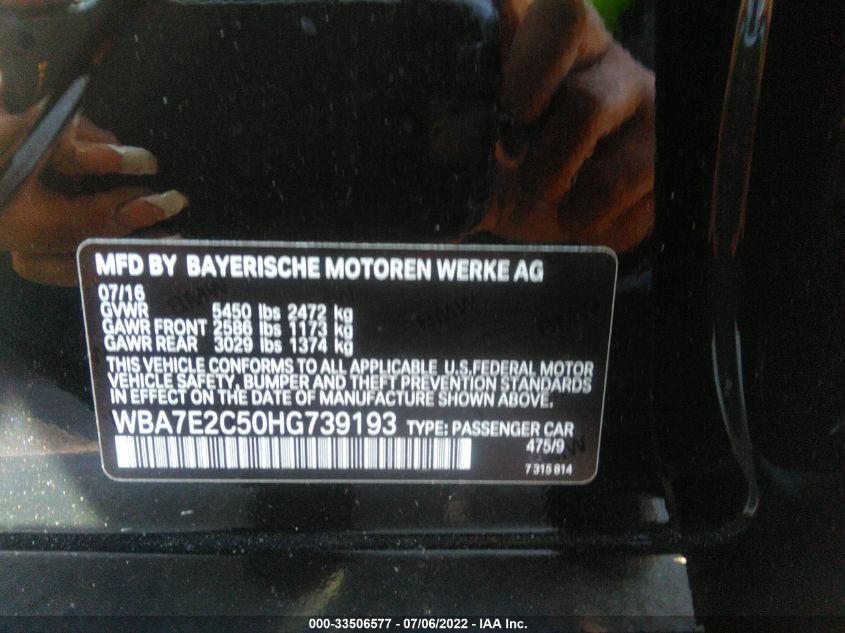 MFD BY BAYERISCHE MOTOREN WERKE AG
07/16
GVWR 5450 lbs 2472 kg
GAWR FRONT 2586 lbs 1173 kg
GAWR REAR 3029 lbs 1374 kg
THIS VEHICLE CONFORMS TO ALL APPLICABLE U.S.FEDERAL MOTOR
VEHICLE SAFETY, BUMPER AND THEFT PREVENTION STANDARDS
IN EFFECT ON THE DATE OF MANUFACTURE SHOWN ABOVE.
WBA7E2C50HG739193 TYPE: PASSENGER CAR
475/9
7 315 814
BMW
BMW
BMW
000-33506577 - 07/06/2022 - IAA Inc.